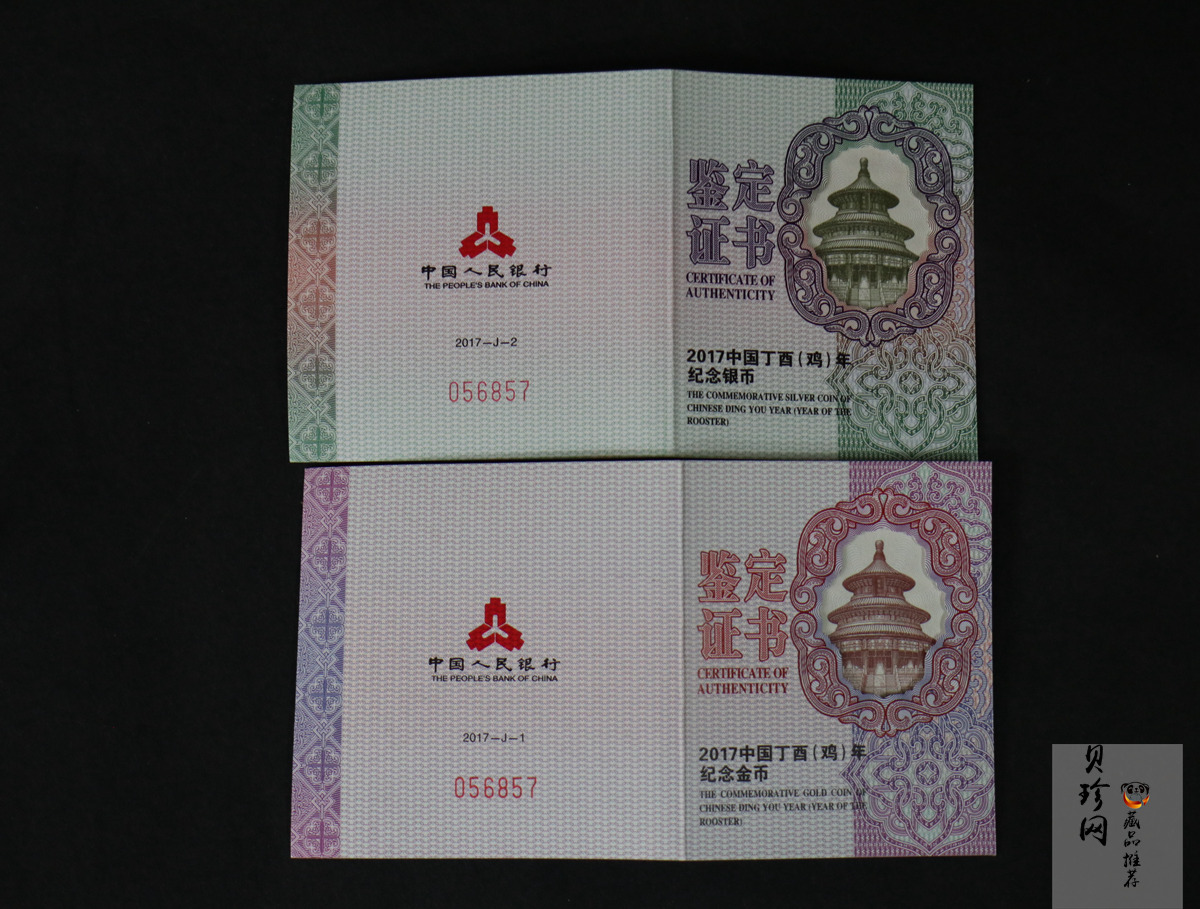 中国人民银行
THE PEOPLE'S BANK OF CHINA
2017—J—2
056857
鉴定
证书
CERTIFICATE OF
AUTHENTICITY
2017中国丁酉(鸡)年
纪念银币
THE COMMEMORATIVE SILVER COIN OF
CHINESE DING YOU YEAR (YEAR OF THE
ROOSTER)
中国人民银行
THE PEOPLE'S BANK OF CHINA
2017—J—1
056857
鉴定
证书
CERTIFICATE OF
AUTHENTICITY
2017中国丁酉(鸡)年
纪念金币
THE COMMEMORATIVE GOLD COIN OF
CHINESE DING YOU YEAR (YEAR OF THE
ROOSTER)
贝珍网
藏品推荐